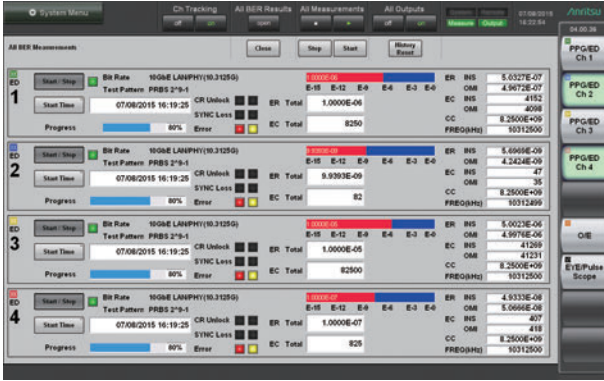 System Menu
Ch Tracking
All BER Results
All Measurements
All Outputs
off
on
open
off
on
Measure
Output
07/08/2015
16:22:54
Anritsu
04.00.36
All BER Measurements
Close
Stop
Start
History Reset
PPG/ED Ch 1
PPG/ED Ch 2
PPG/ED Ch 3
PPG/ED Ch 4
O/E
EYE/Pulse Scope
ED 1
Start / Stop
Bit Rate 10GbE LAN/PHY(10.3125G)
Test Pattern PRBS 2^9-1
Start Time
07/08/2015 16:19:25
CR Unlock
SYNC Loss
Error
Progress
80%
1.0000E-06
E-15 E-12 E-9 E-6 E-3 E-0
ER Total 1.0000E-06
EC Total 8250
ER INS 5.0327E-07
OMI 4.9672E-07
EC INS 4152
OMI 4098
CC 8.2500E+09
FREQ(kHz) 10312500
ED 2
Start / Stop
Bit Rate 10GbE LAN/PHY(10.3125G)
Test Pattern PRBS 2^9-1
Start Time
07/08/2015 16:19:25
CR Unlock
SYNC Loss
Error
Progress
80%
9.9393E-09
E-15 E-12 E-9 E-6 E-3 E-0
ER Total 9.9393E-09
EC Total 82
ER INS 5.6969E-09
OMI 4.2424E-09
EC INS 47
OMI 35
CC 8.2500E+09
FREQ(kHz) 10312499
ED 3
Start / Stop
Bit Rate 10GbE LAN/PHY(10.3125G)
Test Pattern PRBS 2^9-1
Start Time
07/08/2015 16:19:25
CR Unlock
SYNC Loss
Error
Progress
80%
1.0000E-05
E-15 E-12 E-9 E-6 E-3 E-0
ER Total 1.0000E-05
EC Total 82500
ER INS 5.0023E-06
OMI 4.9976E-06
EC INS 41269
OMI 41231
CC 8.2500E+09
FREQ(kHz) 10312500
ED 4
Start / Stop
Bit Rate 10GbE LAN/PHY(10.3125G)
Test Pattern PRBS 2^9-1
Start Time
07/08/2015 16:19:25
CR Unlock
SYNC Loss
Error
Progress
80%
1.0000E-07
E-15 E-12 E-9 E-6 E-3 E-0
ER Total 1.0000E-07
EC Total 825
ER INS 4.9333E-08
OMI 5.0666E-08
EC INS 407
OMI 418
CC 8.2500E+09
FREQ(kHz) 10312500